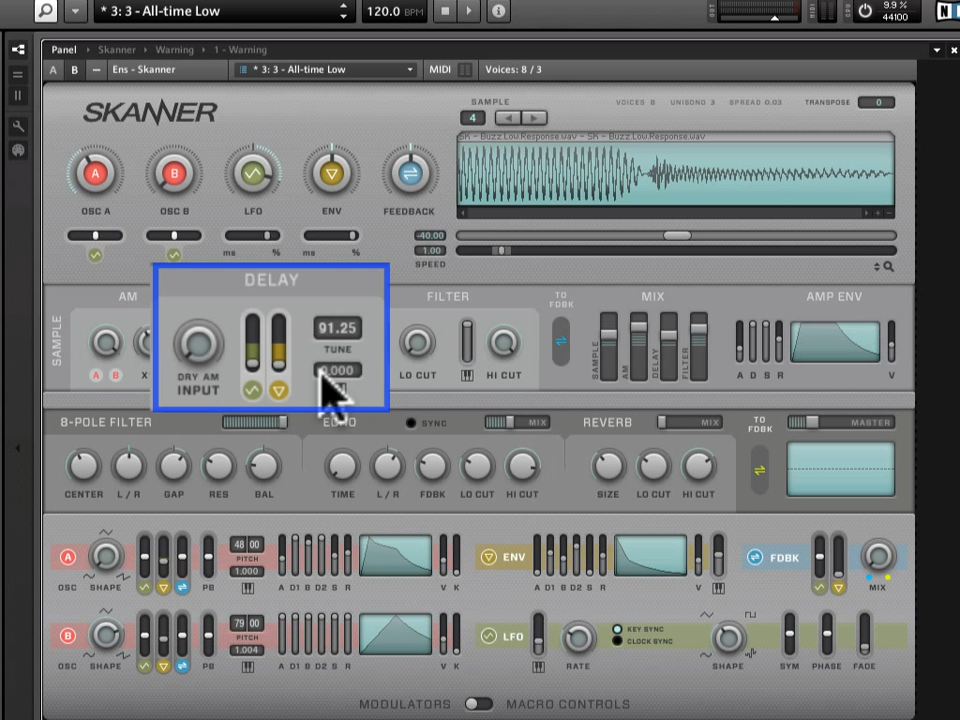 * 3: 3 - All-time Low 120.0 BPM 9.9 %
44100
Panel Skanner Warning 1 - Warning
A B Ens - Skanner * 3: 3 - All-time Low MIDI Voices: 8 / 3
SKANNER
SAMPLE VOICES 8 UNISONO 3 SPREAD 0.03 TRANSPOSE 0
4
SK - Buzz.Low.Response.wav - SK - Buzz.Low.Response.wav
A B
OSC A OSC B LFO ENV FEEDBACK
-40.00
ms % ms % 1.00
SPEED
DELAY
AM FILTER TO FDBK MIX AMP ENV
SAMPLE
91.25
TUNE
0.000
DRY AM INPUT
A B X LO CUT HI CUT SAMPLE AM DELAY FILTER A D S R V
8-POLE FILTER ECHO SYNC MIX REVERB MIX TO FDBK MASTER
CENTER L / R GAP RES BAL TIME L / R FDBK LO CUT HI CUT SIZE LO CUT HI CUT
A 48 00 ENV FDBK
PITCH
1.000
OSC SHAPE PB A D1 B D2 S R V K A D1 B D2 S R V MIX
B 79 00 LFO KEY SYNC
PITCH CLOCK SYNC
1.004
OSC SHAPE PB A D1 B D2 S R V K RATE SHAPE SYM PHASE FADE
MODULATORS MACRO CONTROLS